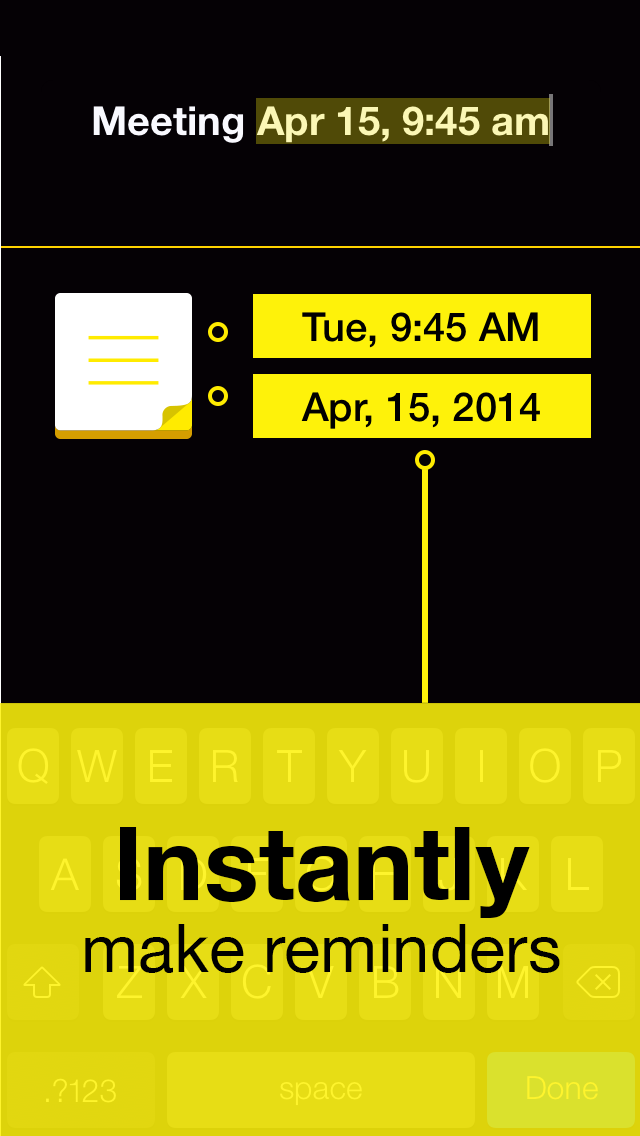 Meeting Apr 15, 9:45 am
Tue, 9:45 AM
Apr, 15, 2014
Q W E R T Y U I O P
A S D F G H J K L
Instantly
make reminders
Z X C V B N M
.?123 space Done